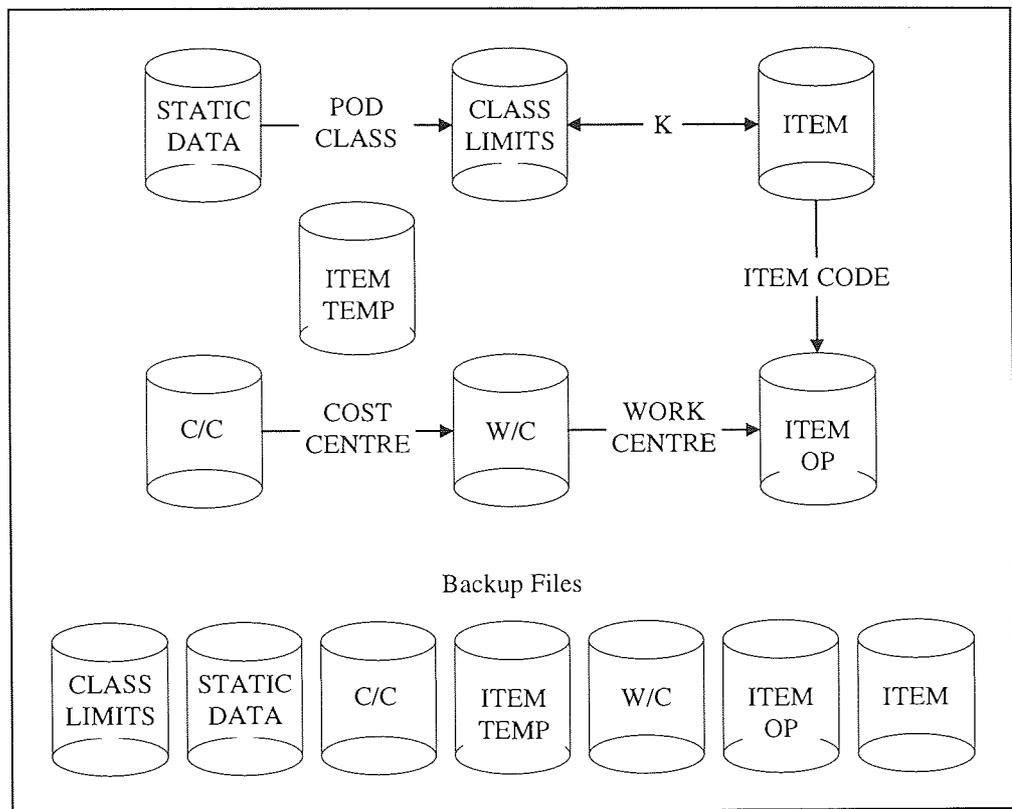 STATIC
DATA
POD
CLASS
CLASS
LIMITS
K
ITEM
ITEM
TEMP
ITEM CODE
C/C
COST
CENTRE
W/C
WORK
CENTRE
ITEM
OP
Backup Files
CLASS
LIMITS
STATIC
DATA
C/C
ITEM
TEMP
W/C
ITEM
OP
ITEM